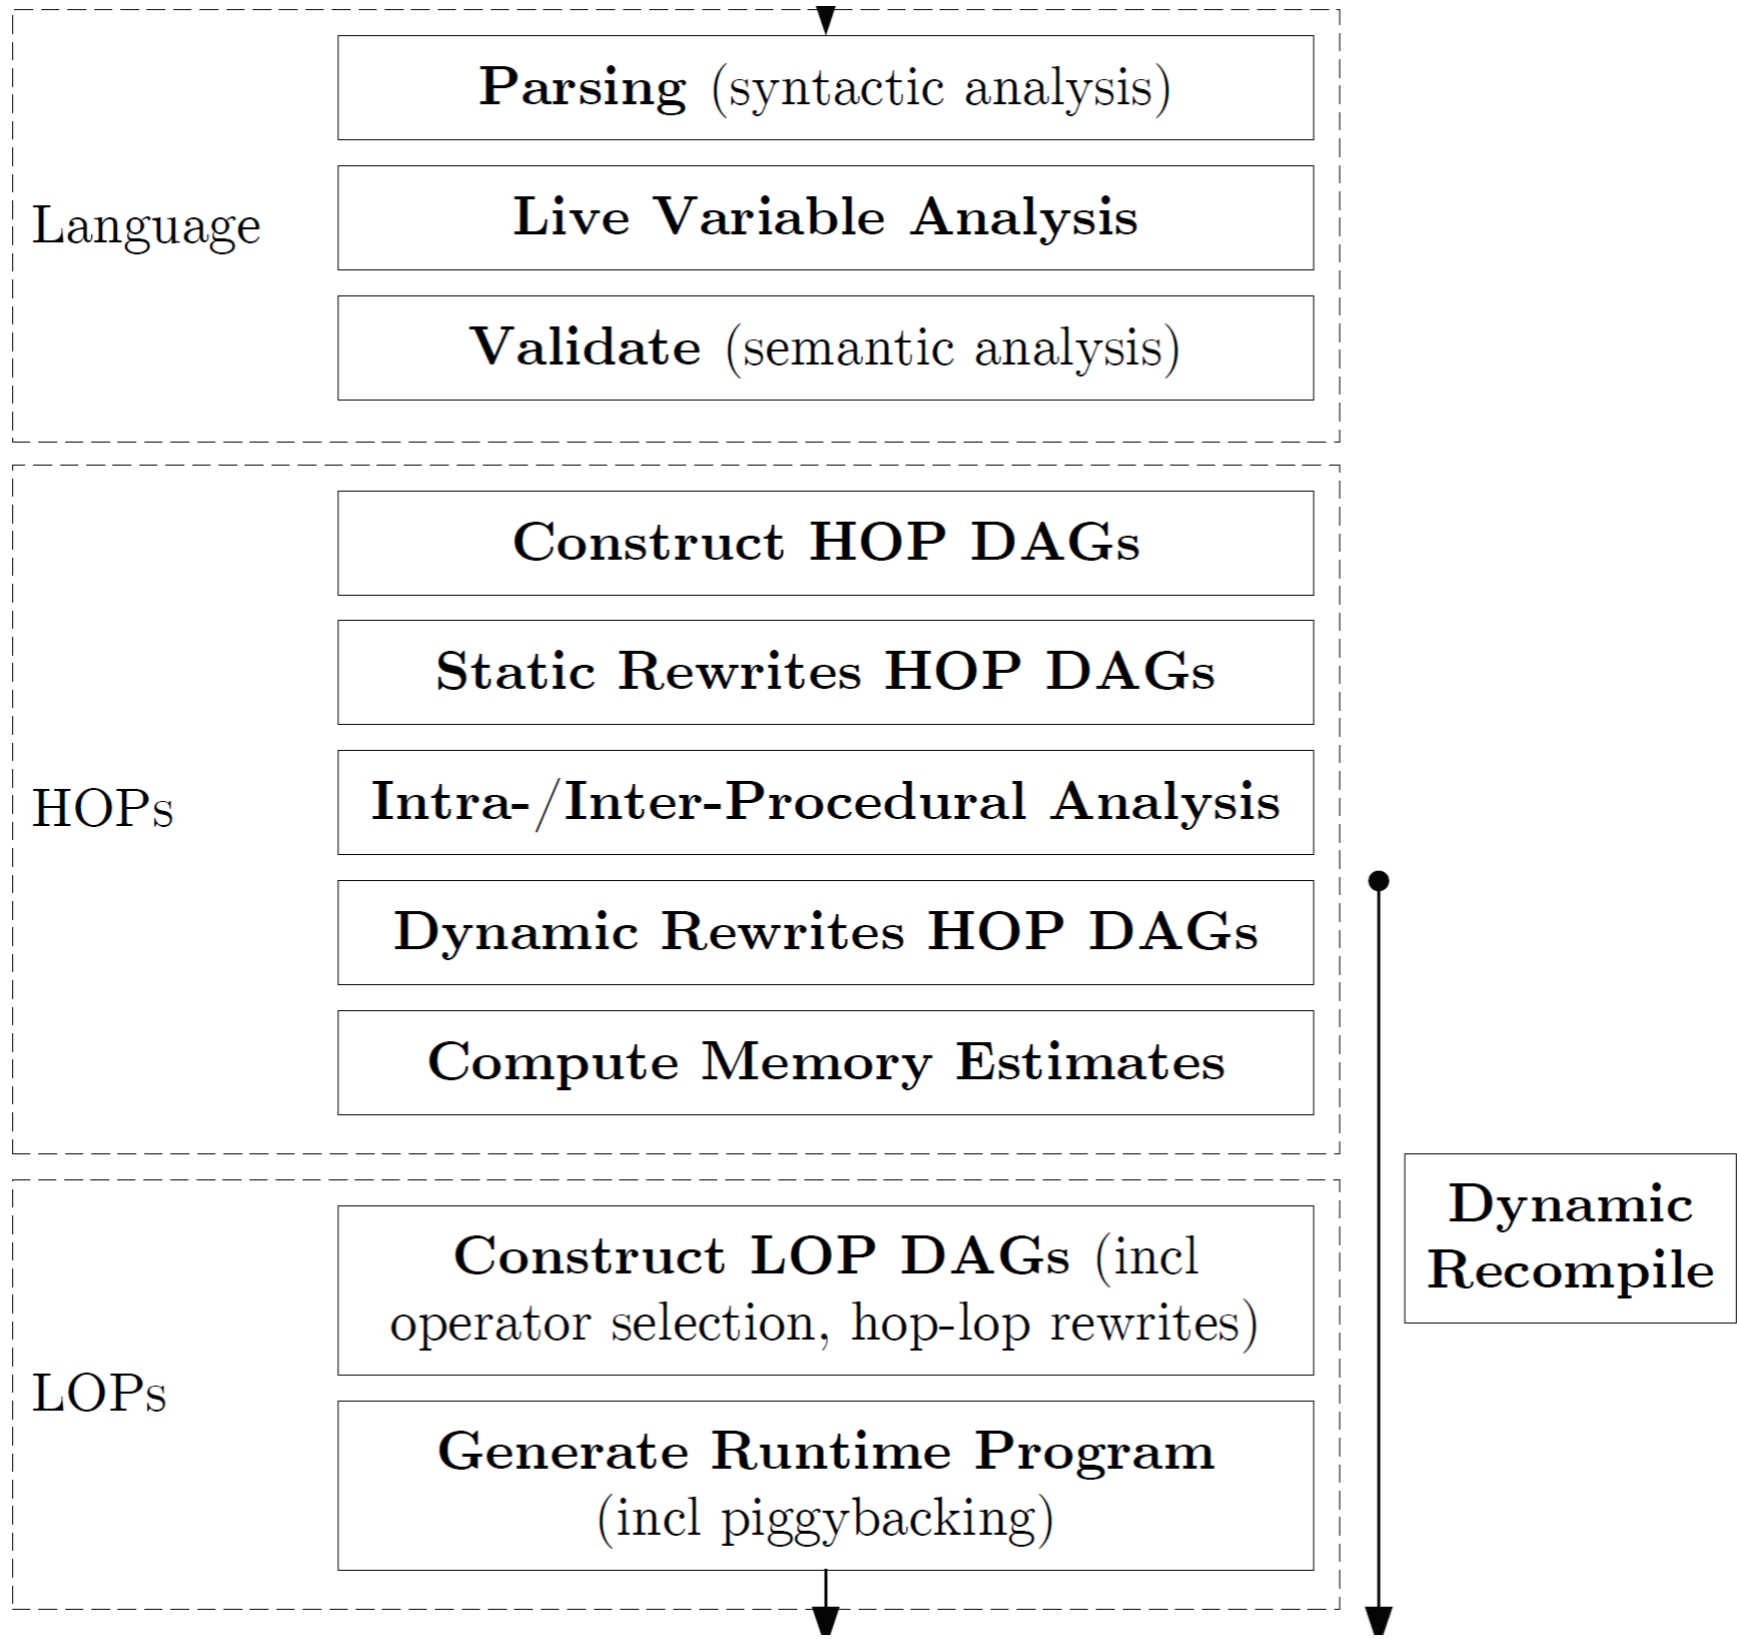 Parsing (syntactic analysis)
Language
Live Variable Analysis
Validate (semantic analysis)
Construct HOP DAGs
Static Rewrites HOP DAGs
HOPs
Intra-/Inter-Procedural Analysis
Dynamic Rewrites HOP DAGs
Compute Memory Estimates
Construct LOP DAGs (incl
operator selection, hop-lop rewrites)
LOPs
Generate Runtime Program
(incl piggybacking)
Dynamic
Recompile